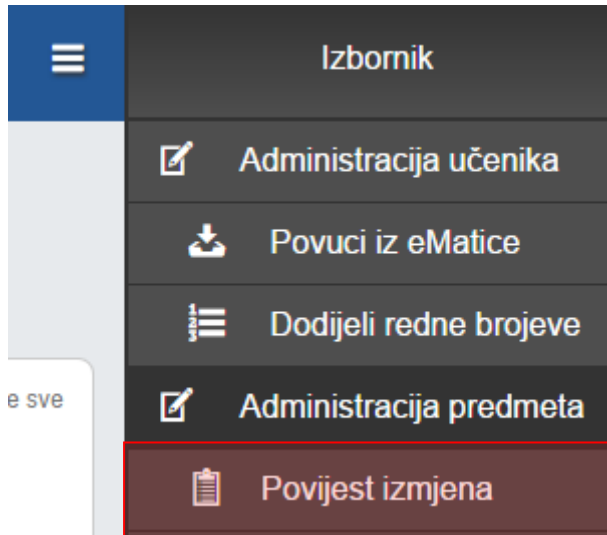 Izbornik
Administracija učenika
Povuci iz eMatice
Dodijeli redne brojeve
e sve
Administracija predmeta
Povijest izmjena